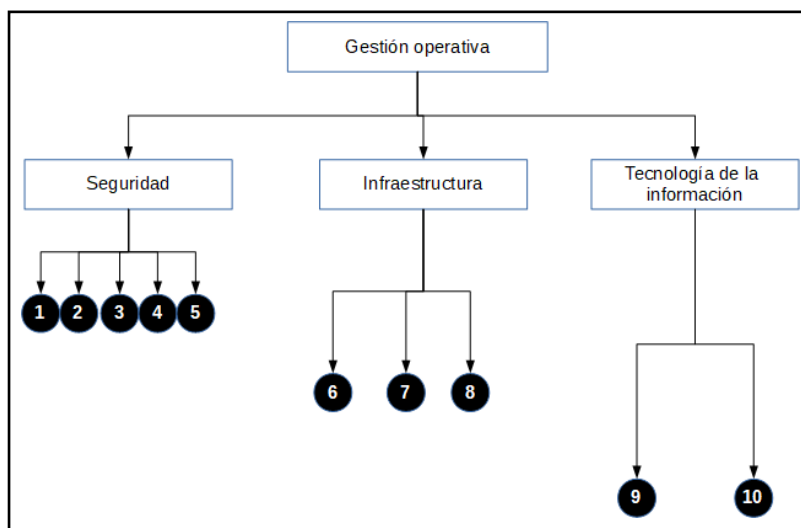 Gestión operativa
Seguridad
Infraestructura
Tecnología de la
información
1 2 3 4 5
6 7 8
9 10